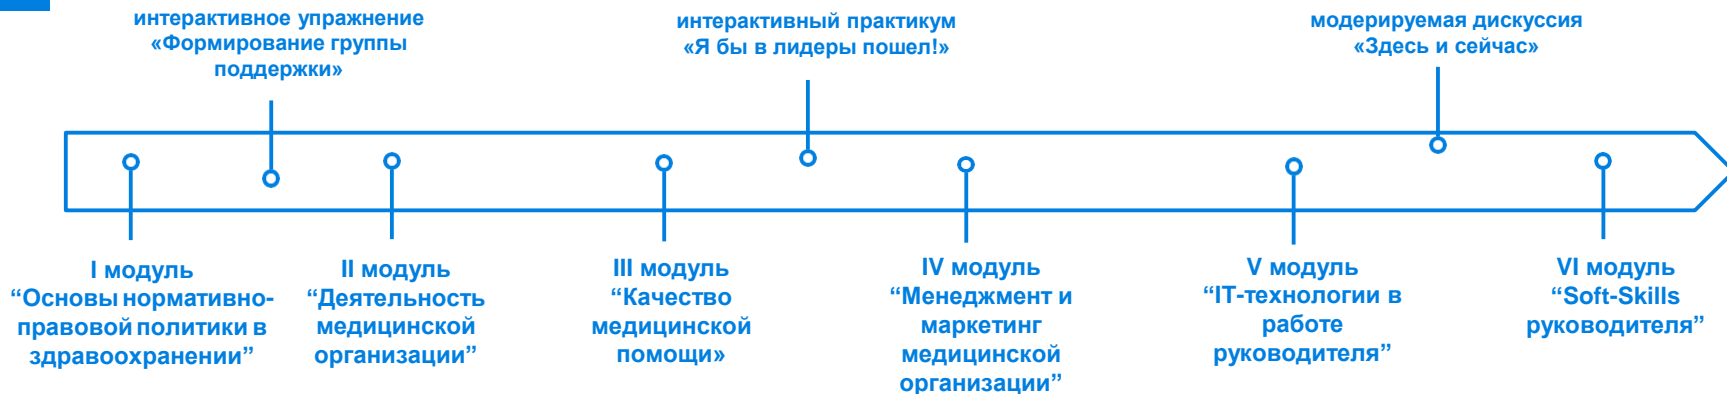 интерактивное упражнение
«Формирование группы
поддержки»
интерактивный практикум
«Я бы в лидеры пошел!»
модерируемая дискуссия
«Здесь и сейчас»
I модуль
“Основы нормативно-
правовой политики в
здравоохранении”
II модуль
“Деятельность
медицинской
организации”
III модуль
“Качество
медицинской
помощи»
IV модуль
“Менеджмент и
маркетинг
медицинской
организации”
V модуль
“IT-технологии в
работе
руководителя”
VI модуль
“Soft-Skills
руководителя”